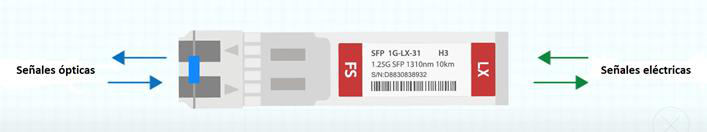 Señales ópticas
FS
SFP 1G-LX-31 H3
1.25G SFP 1310nm 10km
S/N:D8830838932
LX
Señales eléctricas